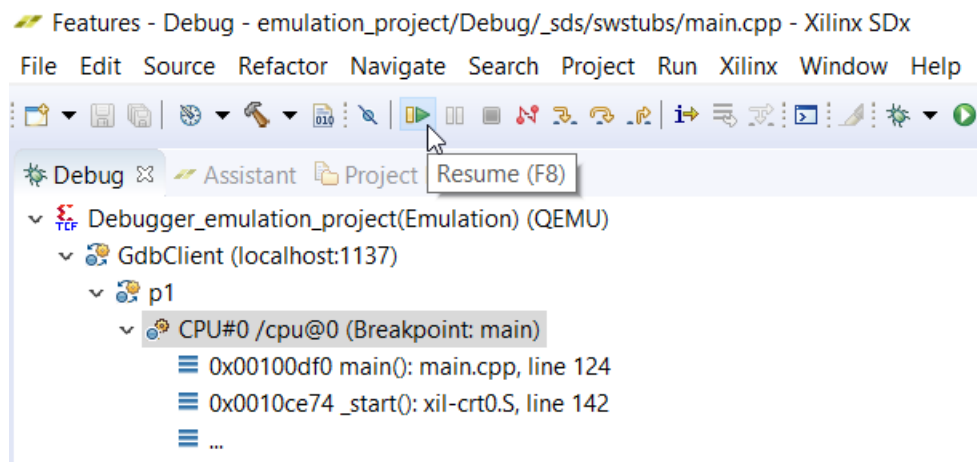 Features - Debug - emulation_project/Debug/_sds/swstubs/main.cpp - Xilinx SDx
File Edit Source Refactor Navigate Search Project Run Xilinx Window Help
010
Debug Assistant Project
Resume (F8)
TCF Debugger_emulation_project(Emulation) (QEMU)
GdbClient (localhost:1137)
p1
CPU#0 /cpu@0 (Breakpoint: main)
0x00100df0 main(): main.cpp, line 124
0x0010ce74 _start(): xil-crt0.S, line 142
...